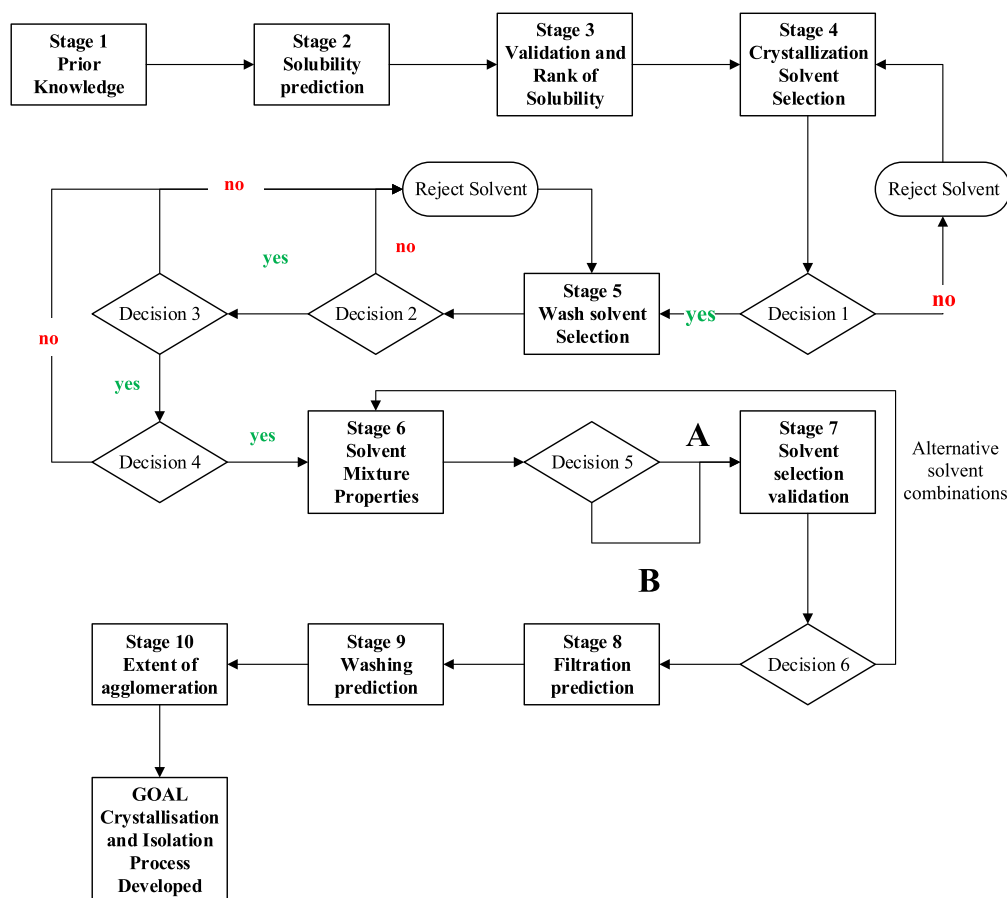 Stage 1
Prior
Knowledge
Stage 2
Solubility
prediction
Stage 3
Validation and
Rank of
Solubility
Stage 4
Crystallization
Solvent
Selection
no
Reject Solvent
Reject Solvent
no
yes
Decision 3
Decision 2
Stage 5
Wash solvent
Selection
yes
Decision 1
no
no
yes
Decision 4
yes
Stage 6
Solvent
Mixture
Properties
Decision 5
A
B
Stage 7
Solvent
selection
validation
Alternative
solvent
combinations
Stage 10
Extent of
agglomeration
Stage 9
Washing
prediction
Stage 8
Filtration
prediction
Decision 6
GOAL
Crystallisation
and Isolation
Process
Developed